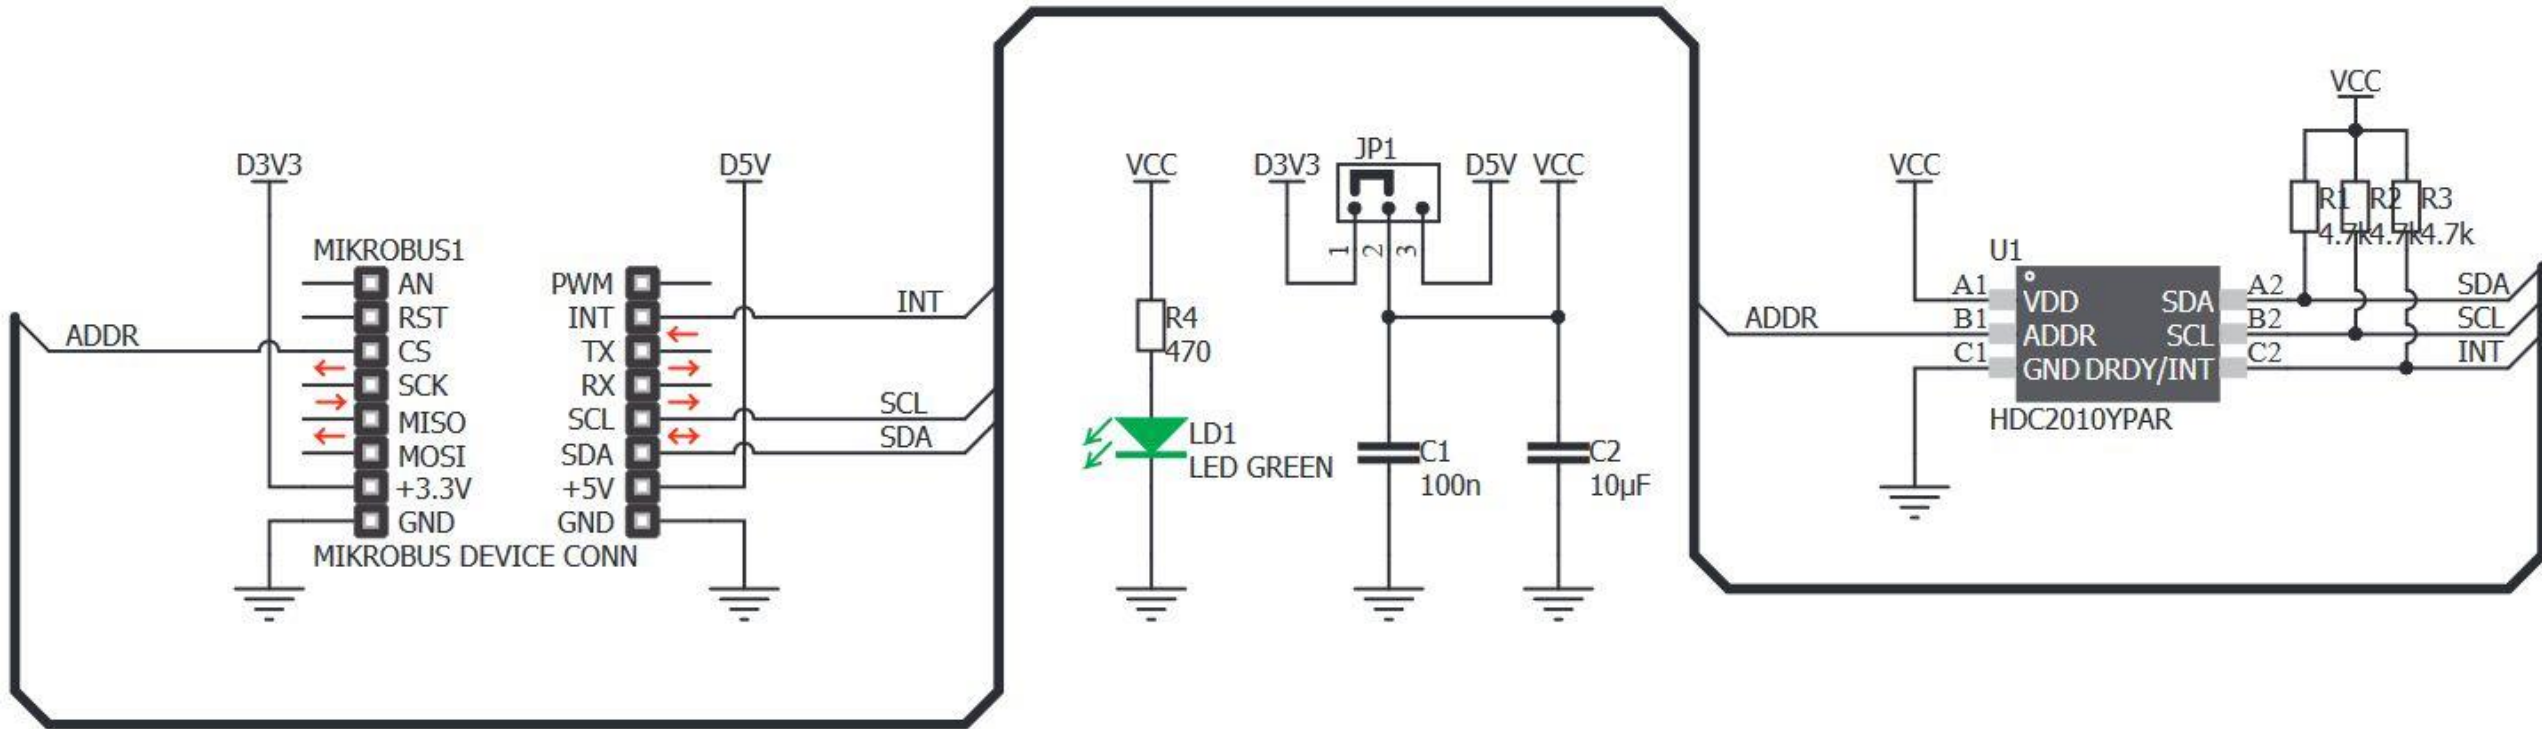 D3V3
D5V
MIKROBUS1
AN
RST
CS
SCK
MISO
MOSI
+3.3V
GND
PWM
INT
TX
RX
SCL
SDA
+5V
GND
MIKROBUS DEVICE CONN
ADDR
INT
SCL
SDA
VCC
R4
470
LD1
LED GREEN
D3V3
JP1
D5V
VCC
1
2
3
C1
100n
C2
10µF
VCC
R1
4.7k
R2
4.7k
R3
4.7k
VCC
ADDR
U1
A1
B1
C1
VDD
ADDR
GND
SDA
SCL
DRDY/INT
A2
B2
C2
HDC2010YPAR
SDA
SCL
INT